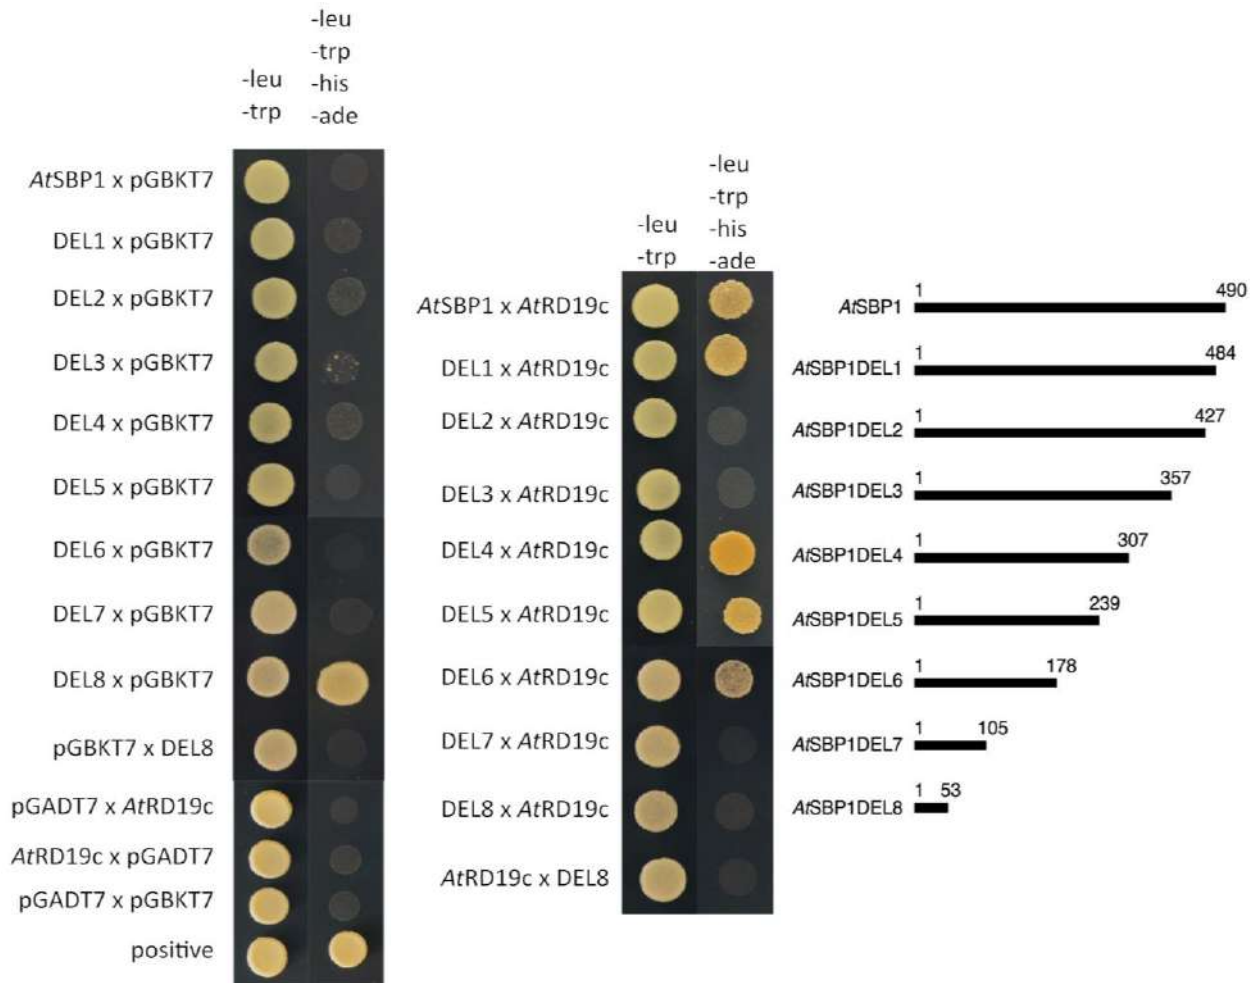 -leu
-trp
-leu
-trp
-his
-ade
AtSBP1 x pGBKT7
DEL1 x pGBKT7
DEL2 x pGBKT7
DEL3 x pGBKT7
DEL4 x pGBKT7
DEL5 x pGBKT7
DEL6 x pGBKT7
DEL7 x pGBKT7
DEL8 x pGBKT7
pGBKT7 x DEL8
pGADT7 x AtRD19c
AtRD19c x pGADT7
pGADT7 x pGBKT7
positive
-leu
-trp
-leu
-trp
-his
-ade
AtSBP1 x AtRD19c
DEL1 x AtRD19c
DEL2 x AtRD19c
DEL3 x AtRD19c
DEL4 x AtRD19c
DEL5 x AtRD19c
DEL6 x AtRD19c
DEL7 x AtRD19c
DEL8 x AtRD19c
AtRD19c x DEL8
AtSBP1 1 490
AtSBP1DEL1 1 484
AtSBP1DEL2 1 427
AtSBP1DEL3 1 357
AtSBP1DEL4 1 307
AtSBP1DEL5 1 239
AtSBP1DEL6 1 178
AtSBP1DEL7 1 105
AtSBP1DEL8 1 53